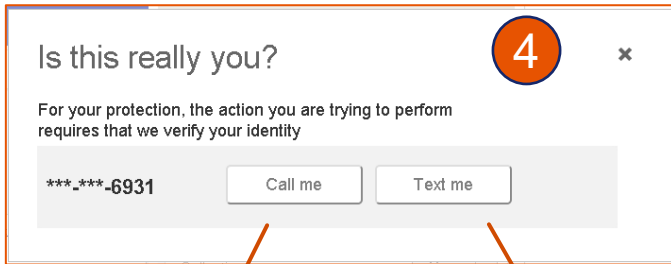 Is this really you?
4
×
For your protection, the action you are trying to perform
requires that we verify your identity
***-***-6931
Call me
Text me